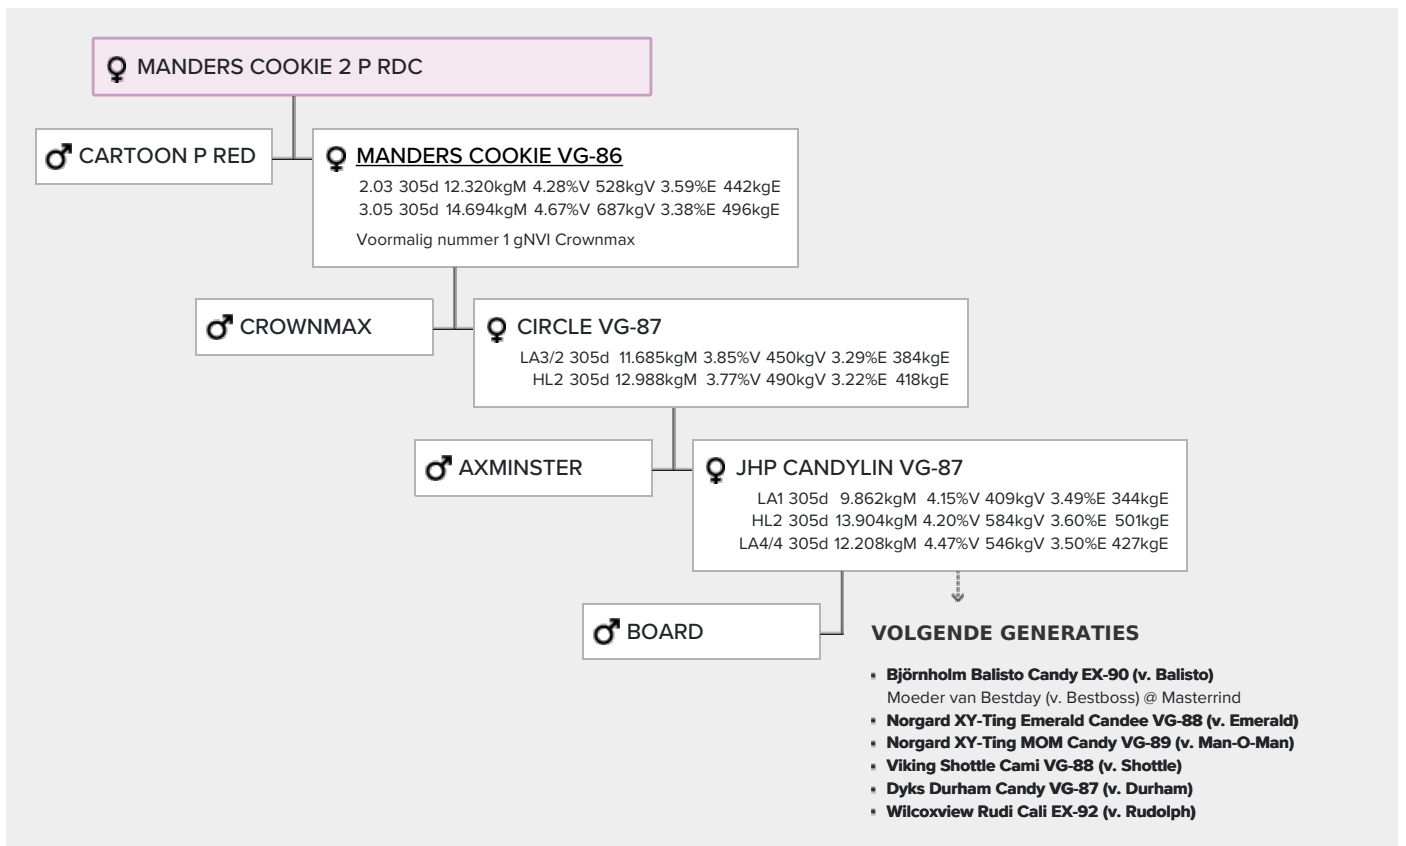 MANDERS COOKIE 2 P RDC
CARTOON P RED
MANDERS COOKIE VG-86
2.03 305d 12.320kgM 4.28%V 528kgV 3.59%E 442kgE
3.05 305d 14.694kgM 4.67%V 687kgV 3.38%E 496kgE
Voormalig nummer 1 gNVI Crownmax
CROWNMAX
CIRCLE VG-87
LA3/2 305d 11.685kgM 3.85%V 450kgV 3.29%E 384kgE
HL2 305d 12.988kgM 3.77%V 490kgV 3.22%E 418kgE
AXMINSTER
JHP CANDYLIN VG-87
LA1 305d 9.862kgM 4.15%V 409kgV 3.49%E 344kgE
HL2 305d 13.904kgM 4.20%V 584kgV 3.60%E 501kgE
LA4/4 305d 12.208kgM 4.47%V 546kgV 3.50%E 427kgE
BOARD
VOLGENDE GENERATIES
Björnholm Balisto Candy EX-90 (v. Balisto)
Moeder van Bestday (v. Bestboss) @ Masterrind
Norgard XY-Ting Emerald Candee VG-88 (v. Emerald)
Norgard XY-Ting MOM Candy VG-89 (v. Man-O-Man)
Viking Shottle Cami VG-88 (v. Shottle)
Dyks Durham Candy VG-87 (v. Durham)
Wilcoxview Rudi Cali EX-92 (v. Rudolph)